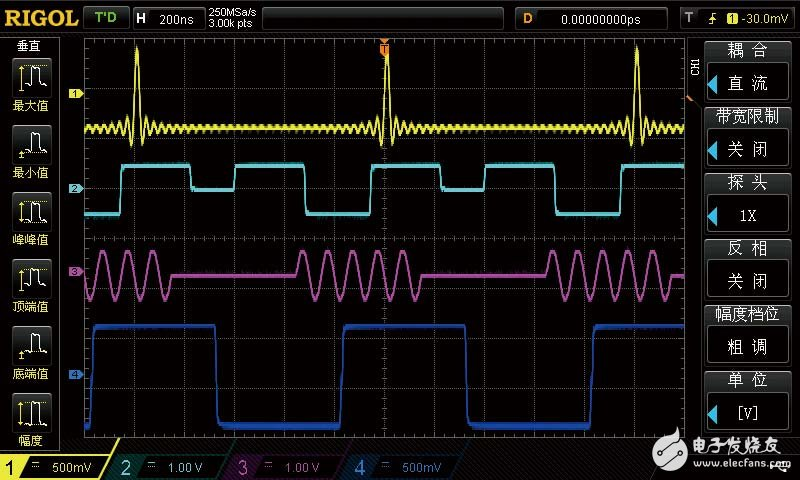 RIGOL T'D H 200ns 250MSa/s 3.00k pts D 0.00000000ps T 1 -30.0mV
垂直
最大值
最小值
峰峰值
顶端值
底端值
幅度
T
1
2
3
4
CH1
耦合
直流
带宽限制
关闭
探头
1X
反相
关闭
幅度档位
粗调
单位
[V]
1 500mV 2 1.00 V 3 1.00 V 4 500mV
电子发烧友
www.elecfans.com